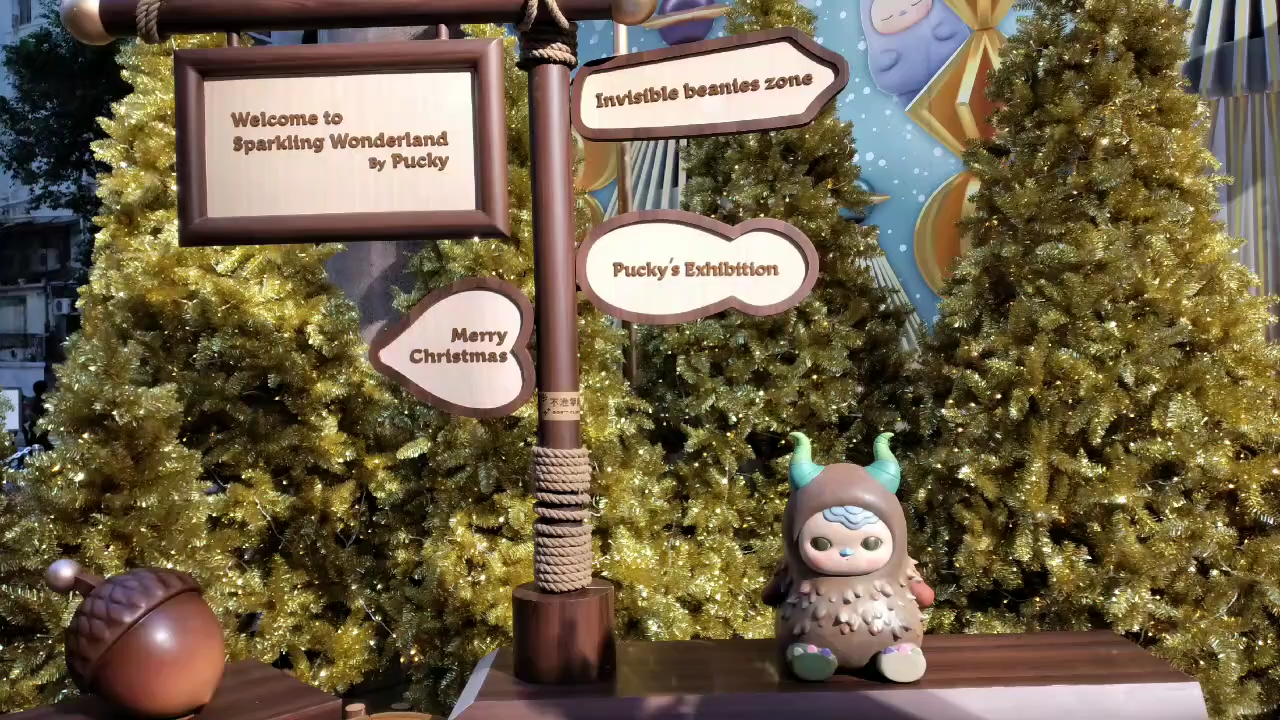 Welcome to
Sparkling Wonderland
By Pucky
Invisible beanies zone
Pucky's Exhibition
Merry
Christmas